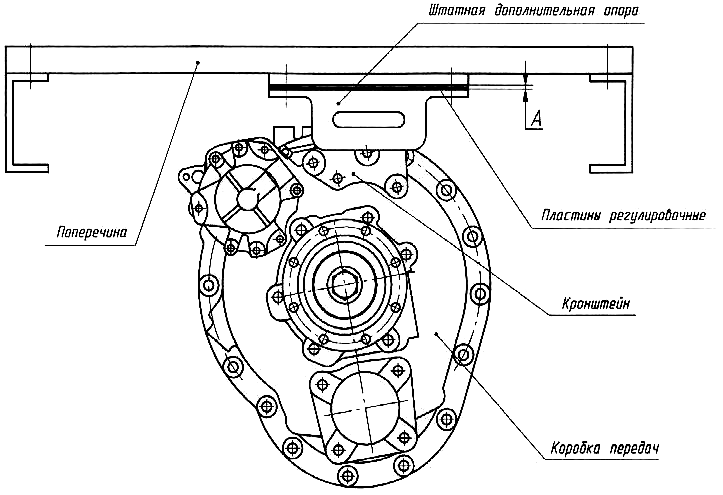 Штатная дополнительная опора
А
Пластины регулировочные
Поперечина
Кронштейн
Коробка передач